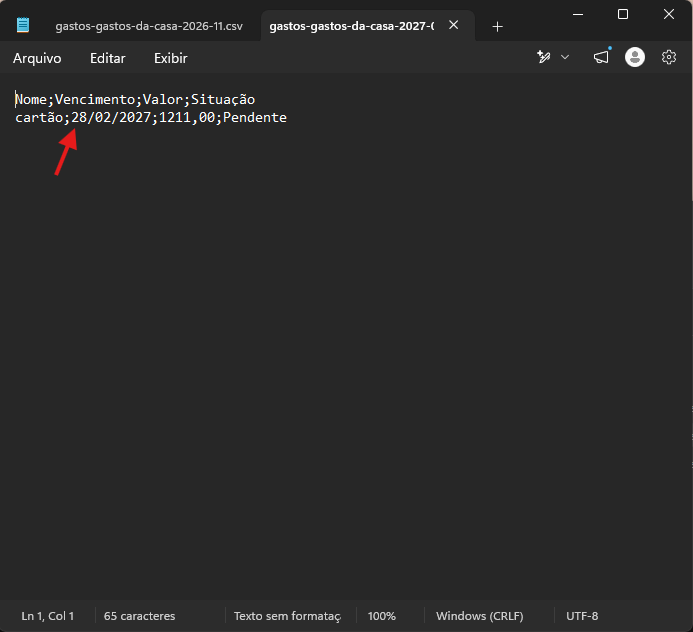 gastos-gastos-da-casa-2026-11.csv
gastos-gastos-da-casa-2027-
Arquivo Editar Exibir
Nome;Vencimento;Valor;Situação
cartão;28/02/2027;1211,00;Pendente
Ln 1, Col 1 65 caracteres Texto sem formataç 100% Windows (CRLF) UTF-8